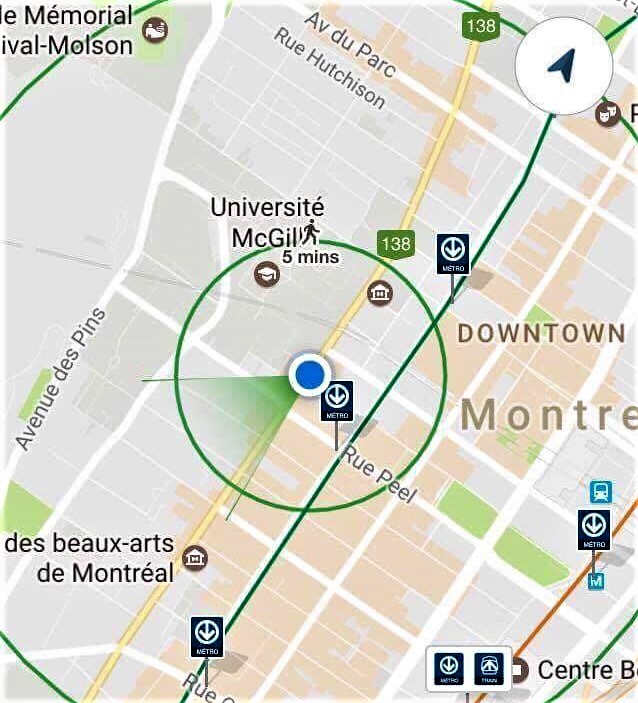 le Mémorial
ival-Molson
138
Av du Parc
Rue Hutchison
F
Université
McGill
5 mins
138
MÉTRO
DOWNTOWN
Avenue des Pins
MÉTRO
Montre
Rue Peel
des beaux-arts
de Montréal
MÉTRO
M
MÉTRO
MÉTRO
TRAIN
Centre Be
Rue G